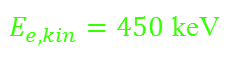 E_{e,kin} = 450 keV